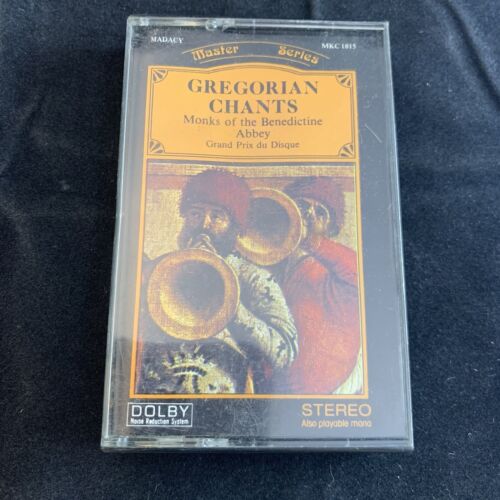 MADACY
MKC 1015
Master Series
GREGORIAN
CHANTS
Monks of the Benedictine
Abbey
Grand Prix du Disque
DOLBY
Noise Reduction System
STEREO
Also playable mono